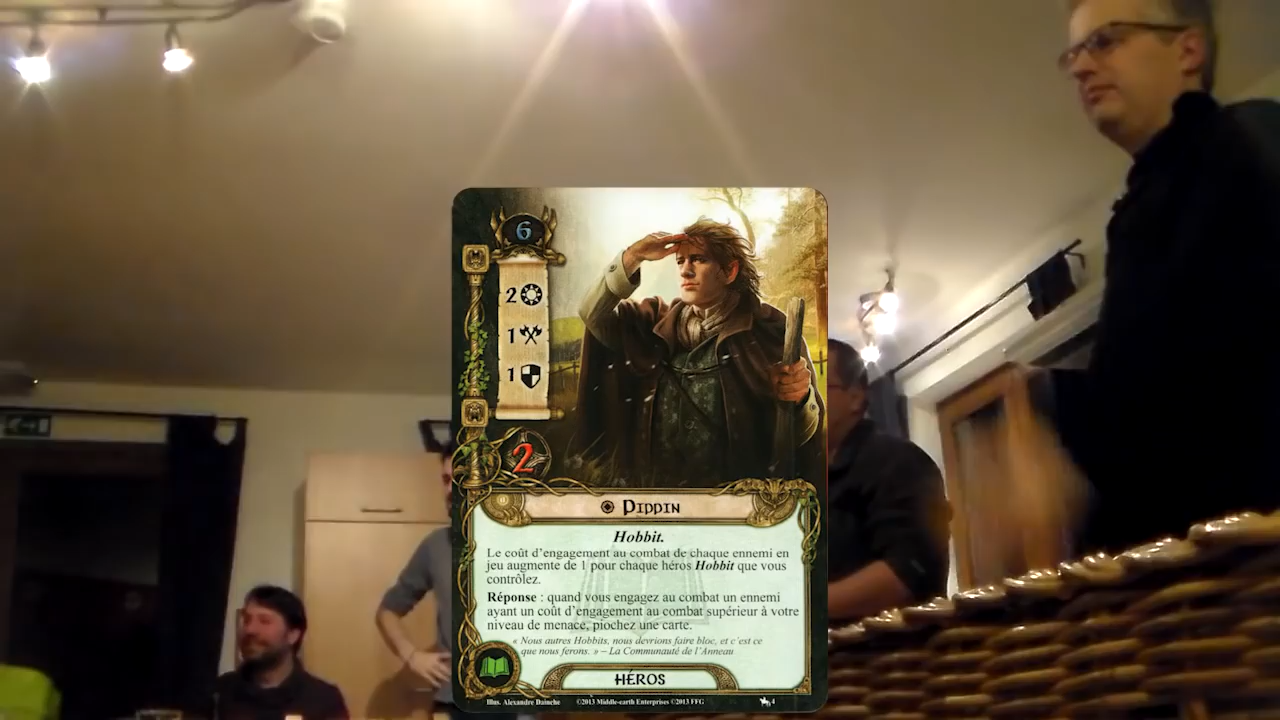 6
2
1
1
2
Pippin
Hobbit.
Le coût d'engagement au combat de chaque ennemi en
jeu augmente de 1 pour chaque héros Hobbit que vous
contrôlez.
Réponse : quand vous engagez au combat un ennemi
ayant un coût d'engagement au combat supérieur à votre
niveau de menace, piochez une carte.
« Nous autres Hobbits, nous devrions faire bloc, et c'est ce
que nous ferons. » – La Communauté de l'Anneau
HÉROS
Illus. Alexandre Dainche ©2013 Middle-earth Enterprises ©2013 FFG 4